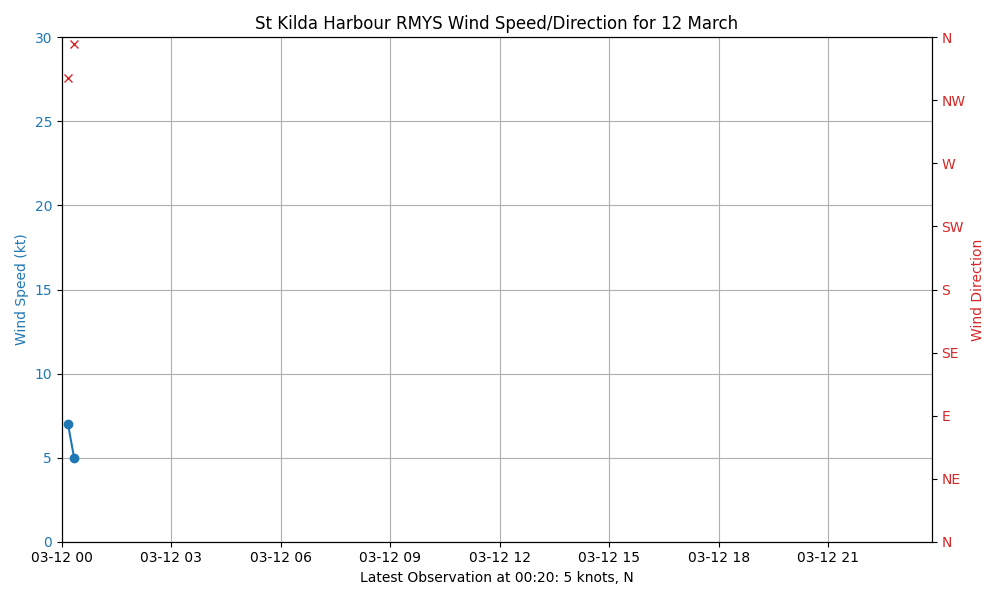 St Kilda Harbour RMYS Wind Speed/Direction for 12 March
30
25
20
15
10
5
0
Wind Speed (kt)
N
NW
W
SW
S
SE
E
NE
N
Wind Direction
03-12 00 03-12 03 03-12 06 03-12 09 03-12 12 03-12 15 03-12 18 03-12 21
Latest Observation at 00:20: 5 knots, N